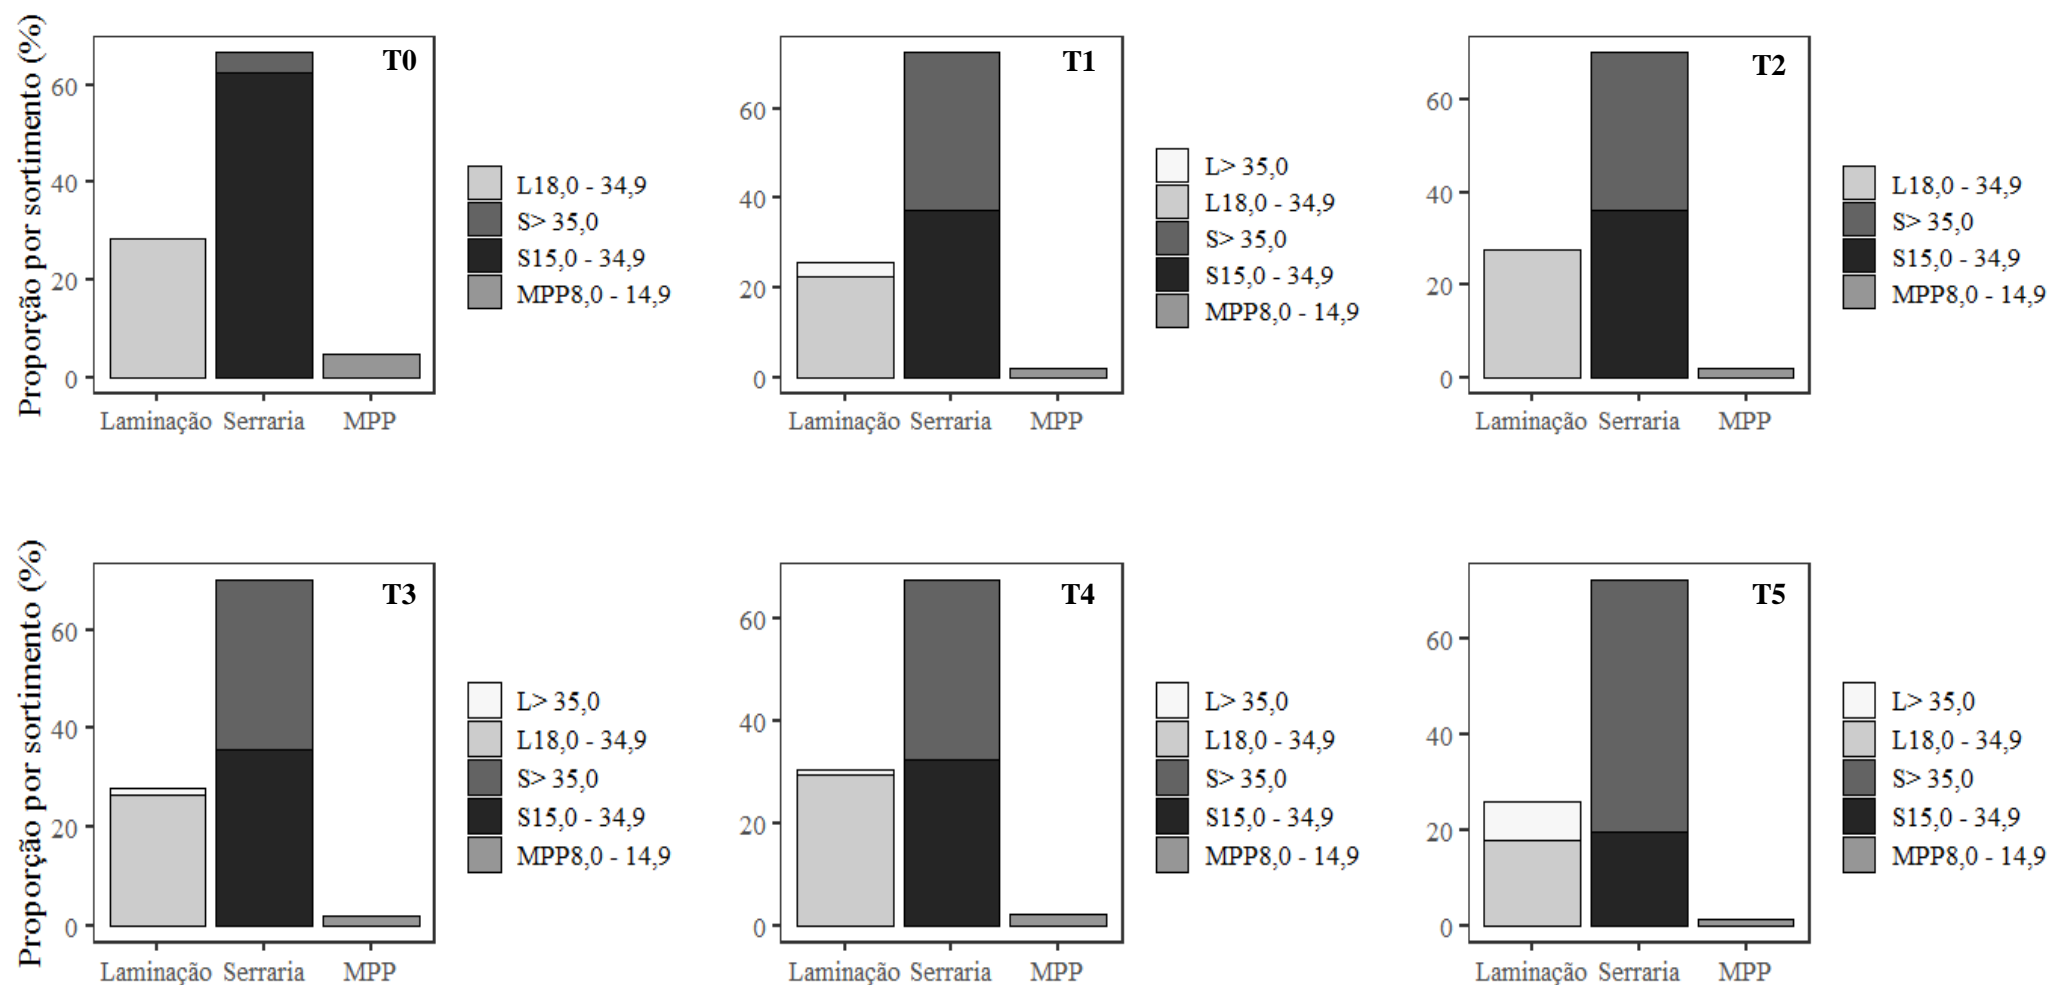 Proporção por sortimento (%)
60
40
20
0
T0
Laminação Serraria MPP
L18,0 - 34,9
S> 35,0
S15,0 - 34,9
MPP8,0 - 14,9
60
40
20
0
T1
Laminação Serraria MPP
L> 35,0
L18,0 - 34,9
S> 35,0
S15,0 - 34,9
MPP8,0 - 14,9
60
40
20
0
T2
Laminação Serraria MPP
L18,0 - 34,9
S> 35,0
S15,0 - 34,9
MPP8,0 - 14,9
Proporção por sortimento (%)
60
40
20
0
T3
Laminação Serraria MPP
L> 35,0
L18,0 - 34,9
S> 35,0
S15,0 - 34,9
MPP8,0 - 14,9
60
40
20
0
T4
Laminação Serraria MPP
L> 35,0
L18,0 - 34,9
S> 35,0
S15,0 - 34,9
MPP8,0 - 14,9
60
40
20
0
T5
Laminação Serraria MPP
L> 35,0
L18,0 - 34,9
S> 35,0
S15,0 - 34,9
MPP8,0 - 14,9